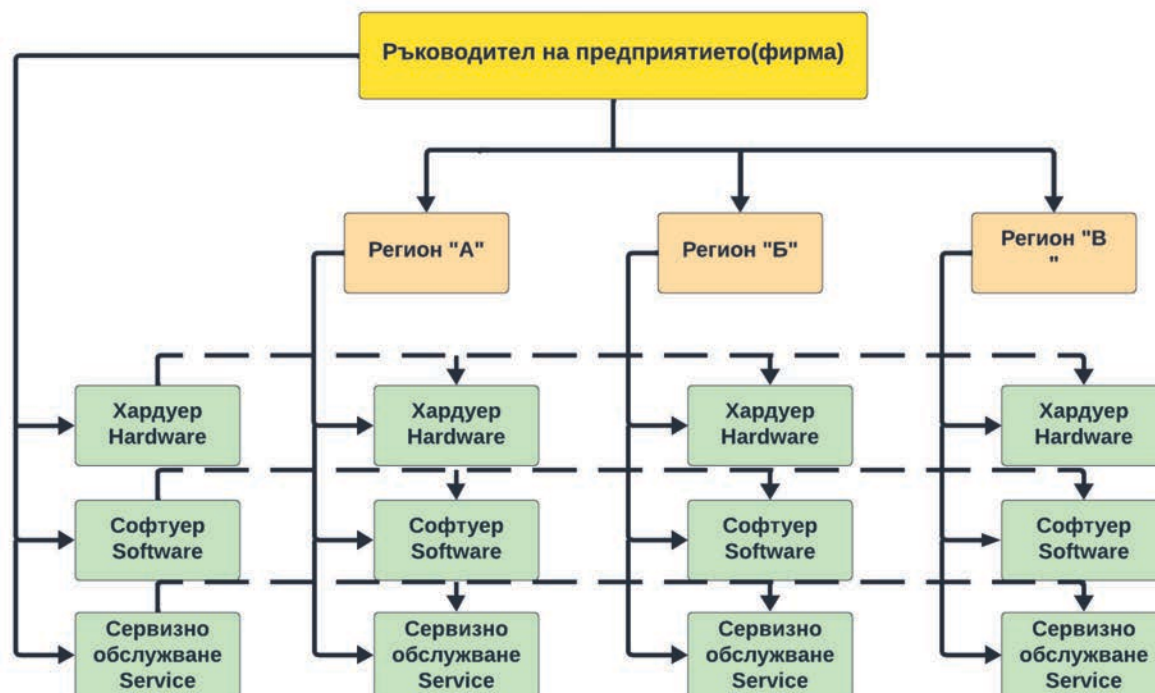 Ръководител на предприятието(фирма)
Регион "А"
Регион "Б"
Регион "В
"
Хардуер
Hardware
Хардуер
Hardware
Хардуер
Hardware
Хардуер
Hardware
Софтуер
Software
Софтуер
Software
Софтуер
Software
Софтуер
Software
Сервизно
обслужване
Service
Сервизно
обслужване
Service
Сервизно
обслужване
Service
Сервизно
обслужване
Service